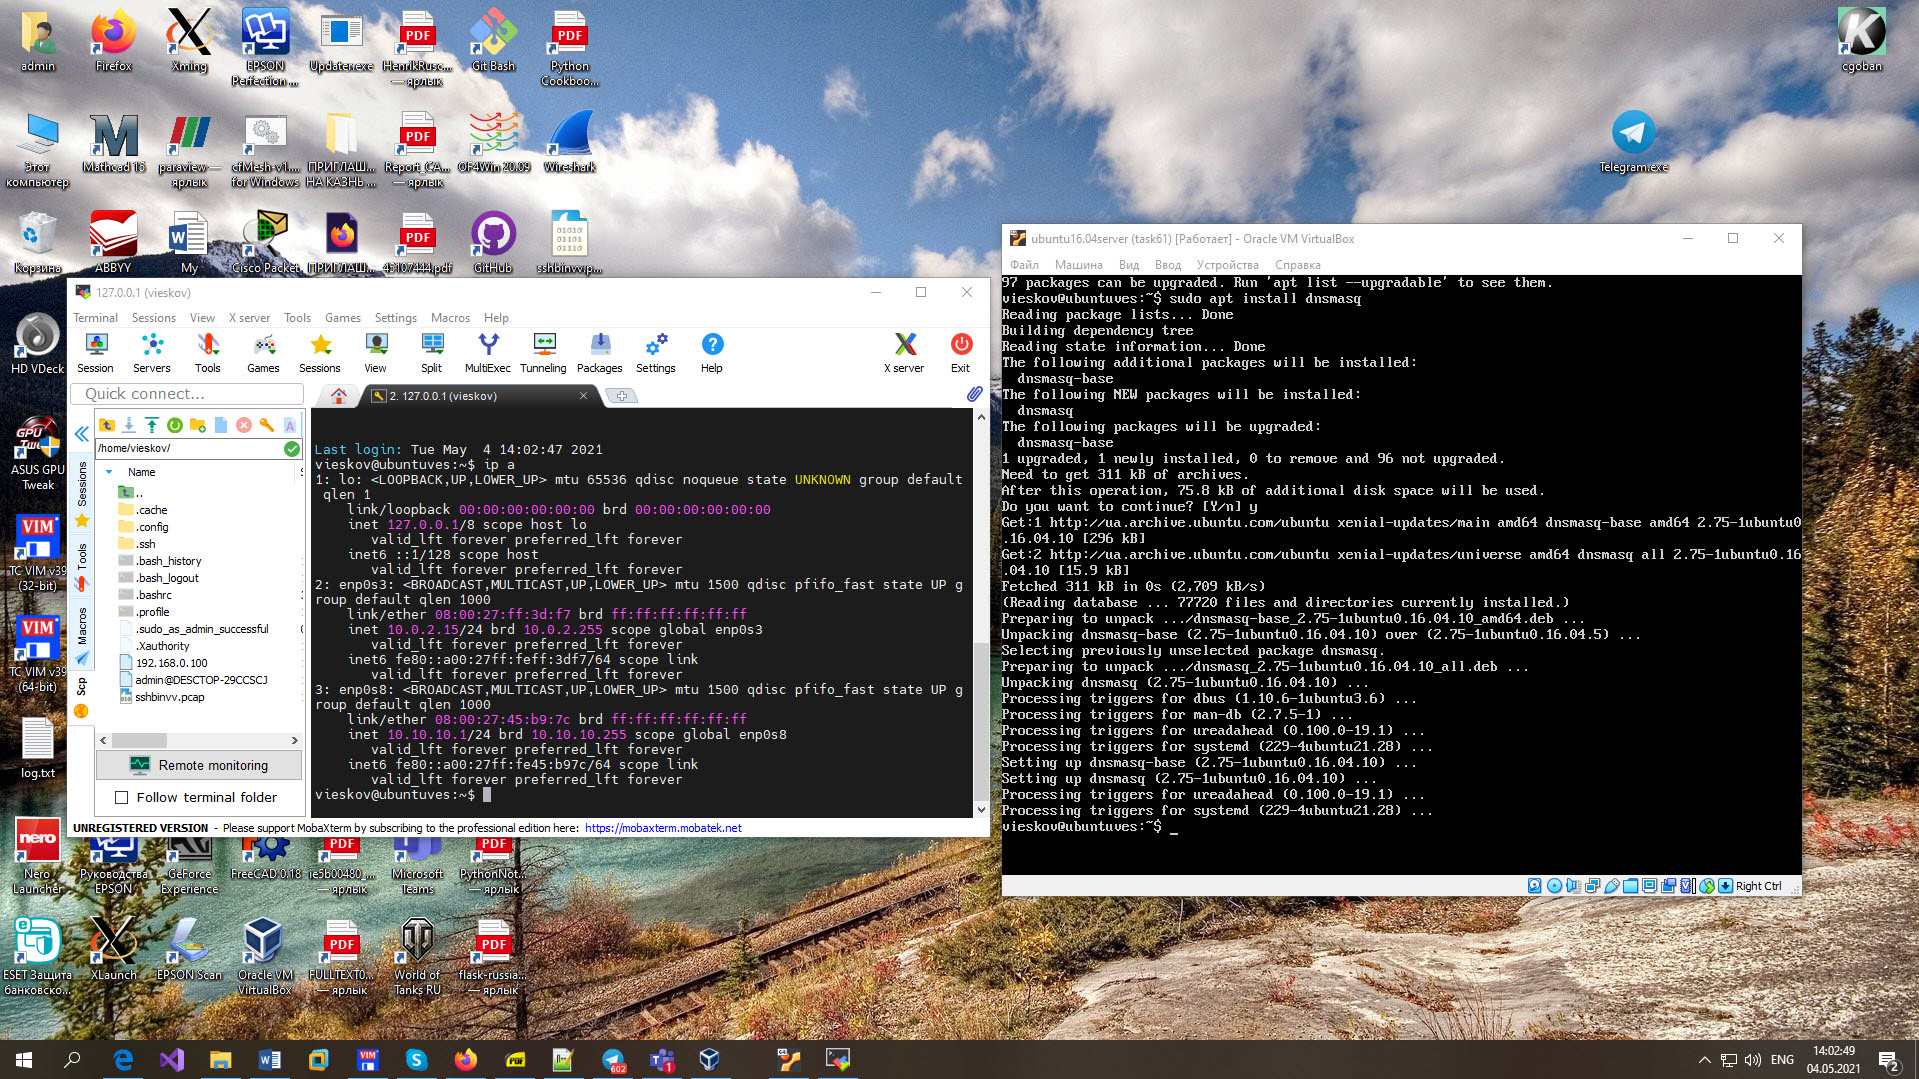 admin
Firefox
Xming
EPSON
Perfection ...
Updater.exe
HenrikRusc...
— ярлык
Git Bash
Python
Cookboo...
cgoban
Этот
компьютер
Mathcad 15
paraview —
ярлык
cfMesh-v1....
for Windows
ПРИГЛАШ...
НА КАЗНЬ ...
Report_CA...
— ярлык
OF4Win 20.09
Wireshark
Telegram.exe
Корзина
ABBYY
My
Cisco Packet
ПРИГЛАШ...
45107444.pdf
GitHub
sshbinvv.p...
HD VDeck
ASUS GPU
Tweak
TC VIM v39
(32-bit)
TC VIM v39
(64-bit)
log.txt
Nero
Launcher
Руководства
EPSON
GeForce
Experience
FreeCAD 0.18
ie5b00480_...
— ярлык
Microsoft
Teams
PythonNot...
— ярлык
ESET Защита
банковско...
XLaunch
EPSON Scan
Oracle VM
VirtualBox
FULLTEXT0...
— ярлык
World of
Tanks RU
flask-russia...
— ярлык
127.0.0.1 (vieskov)
Terminal Sessions View X server Tools Games Settings Macros Help
Session Servers Tools Games Sessions View Split MultiExec Tunneling Packages Settings Help X server Exit
Quick connect...
2. 127.0.0.1 (vieskov)
/home/vieskov/
Name
..
.cache
.config
.ssh
.bash_history
.bash_logout
.bashrc
.profile
.sudo_as_admin_successful
.Xauthority
192.168.0.100
admin@DESCTOP-29CCSCJ
sshbinvv.pcap
Sessions
Tools
Macros
Scp
Remote monitoring
Follow terminal folder
Last login: Tue May  4 14:02:47 2021
vieskov@ubuntuves:~$ ip a
1: lo: <LOOPBACK,UP,LOWER_UP> mtu 65536 qdisc noqueue state UNKNOWN group default
 qlen 1
    link/loopback 00:00:00:00:00:00 brd 00:00:00:00:00:00
    inet 127.0.0.1/8 scope host lo
       valid_lft forever preferred_lft forever
    inet6 ::1/128 scope host
       valid_lft forever preferred_lft forever
2: enp0s3: <BROADCAST,MULTICAST,UP,LOWER_UP> mtu 1500 qdisc pfifo_fast state UP g
roup default qlen 1000
    link/ether 08:00:27:ff:3d:f7 brd ff:ff:ff:ff:ff:ff
    inet 10.0.2.15/24 brd 10.0.2.255 scope global enp0s3
       valid_lft forever preferred_lft forever
    inet6 fe80::a00:27ff:feff:3df7/64 scope link
       valid_lft forever preferred_lft forever
3: enp0s8: <BROADCAST,MULTICAST,UP,LOWER_UP> mtu 1500 qdisc pfifo_fast state UP g
roup default qlen 1000
    link/ether 08:00:27:45:b9:7c brd ff:ff:ff:ff:ff:ff
    inet 10.10.10.1/24 brd 10.10.10.255 scope global enp0s8
       valid_lft forever preferred_lft forever
    inet6 fe80::a00:27ff:fe45:b97c/64 scope link
       valid_lft forever preferred_lft forever
vieskov@ubuntuves:~$
UNREGISTERED VERSION - Please support MobaXterm by subscribing to the professional edition here: https://mobaxterm.mobatek.net
ubuntu16.04server (task61) [Работает] - Oracle VM VirtualBox
Файл Машина Вид Ввод Устройства Справка
97 packages can be upgraded. Run 'apt list --upgradable' to see them.
vieskov@ubuntuves:~$ sudo apt install dnsmasq
Reading package lists... Done
Building dependency tree
Reading state information... Done
The following additional packages will be installed:
  dnsmasq-base
The following NEW packages will be installed:
  dnsmasq
The following packages will be upgraded:
  dnsmasq-base
1 upgraded, 1 newly installed, 0 to remove and 96 not upgraded.
Need to get 311 kB of archives.
After this operation, 75.8 kB of additional disk space will be used.
Do you want to continue? [Y/n] y
Get:1 http://ua.archive.ubuntu.com/ubuntu xenial-updates/main amd64 dnsmasq-base amd64 2.75-1ubuntu0
.16.04.10 [296 kB]
Get:2 http://ua.archive.ubuntu.com/ubuntu xenial-updates/universe amd64 dnsmasq all 2.75-1ubuntu0.16
.04.10 [15.9 kB]
Fetched 311 kB in 0s (2,709 kB/s)
(Reading database ... 77720 files and directories currently installed.)
Preparing to unpack .../dnsmasq-base_2.75-1ubuntu0.16.04.10_amd64.deb ...
Unpacking dnsmasq-base (2.75-1ubuntu0.16.04.10) over (2.75-1ubuntu0.16.04.5) ...
Selecting previously unselected package dnsmasq.
Preparing to unpack .../dnsmasq_2.75-1ubuntu0.16.04.10_all.deb ...
Unpacking dnsmasq (2.75-1ubuntu0.16.04.10) ...
Processing triggers for dbus (1.10.6-1ubuntu3.6) ...
Processing triggers for man-db (2.7.5-1) ...
Processing triggers for ureadahead (0.100.0-19.1) ...
Processing triggers for systemd (229-4ubuntu21.28) ...
Setting up dnsmasq-base (2.75-1ubuntu0.16.04.10) ...
Setting up dnsmasq (2.75-1ubuntu0.16.04.10) ...
Processing triggers for ureadahead (0.100.0-19.1) ...
Processing triggers for systemd (229-4ubuntu21.28) ...
vieskov@ubuntuves:~$ _
Right Ctrl
ENG
14:02:49
04.05.2021